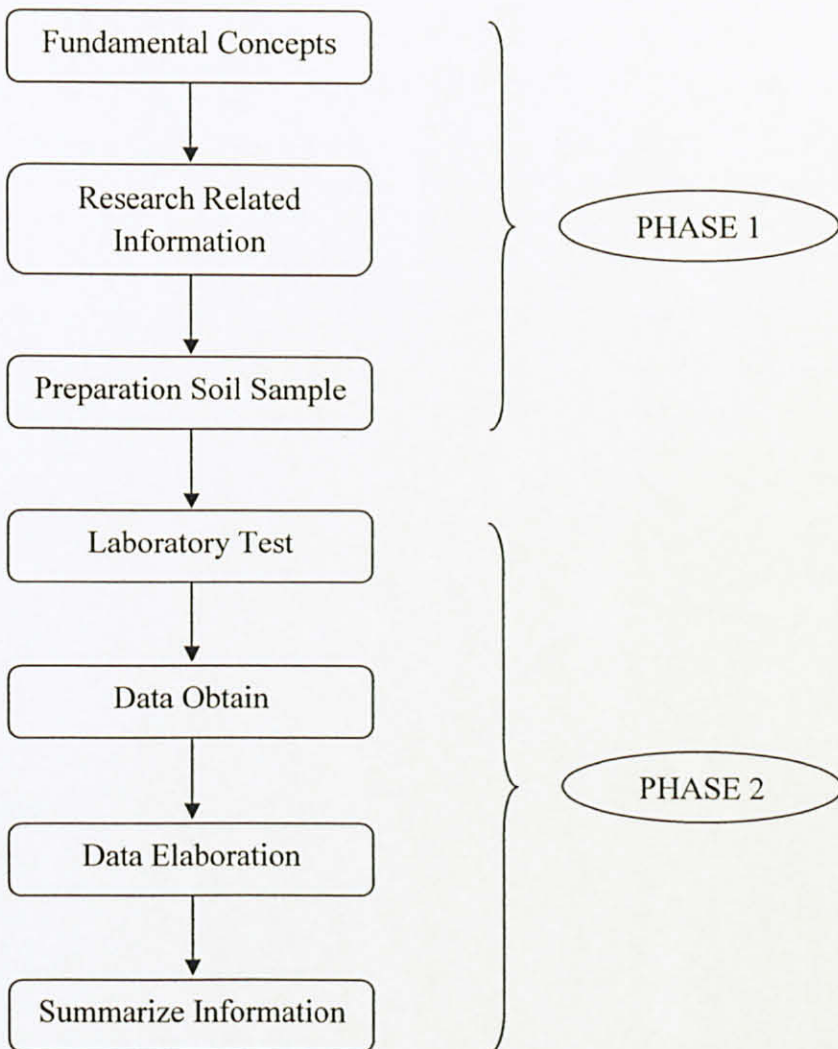 Fundamental Concepts
Research Related
Information
PHASE 1
Preparation Soil Sample
Laboratory Test
Data Obtain
PHASE 2
Data Elaboration
Summarize Information